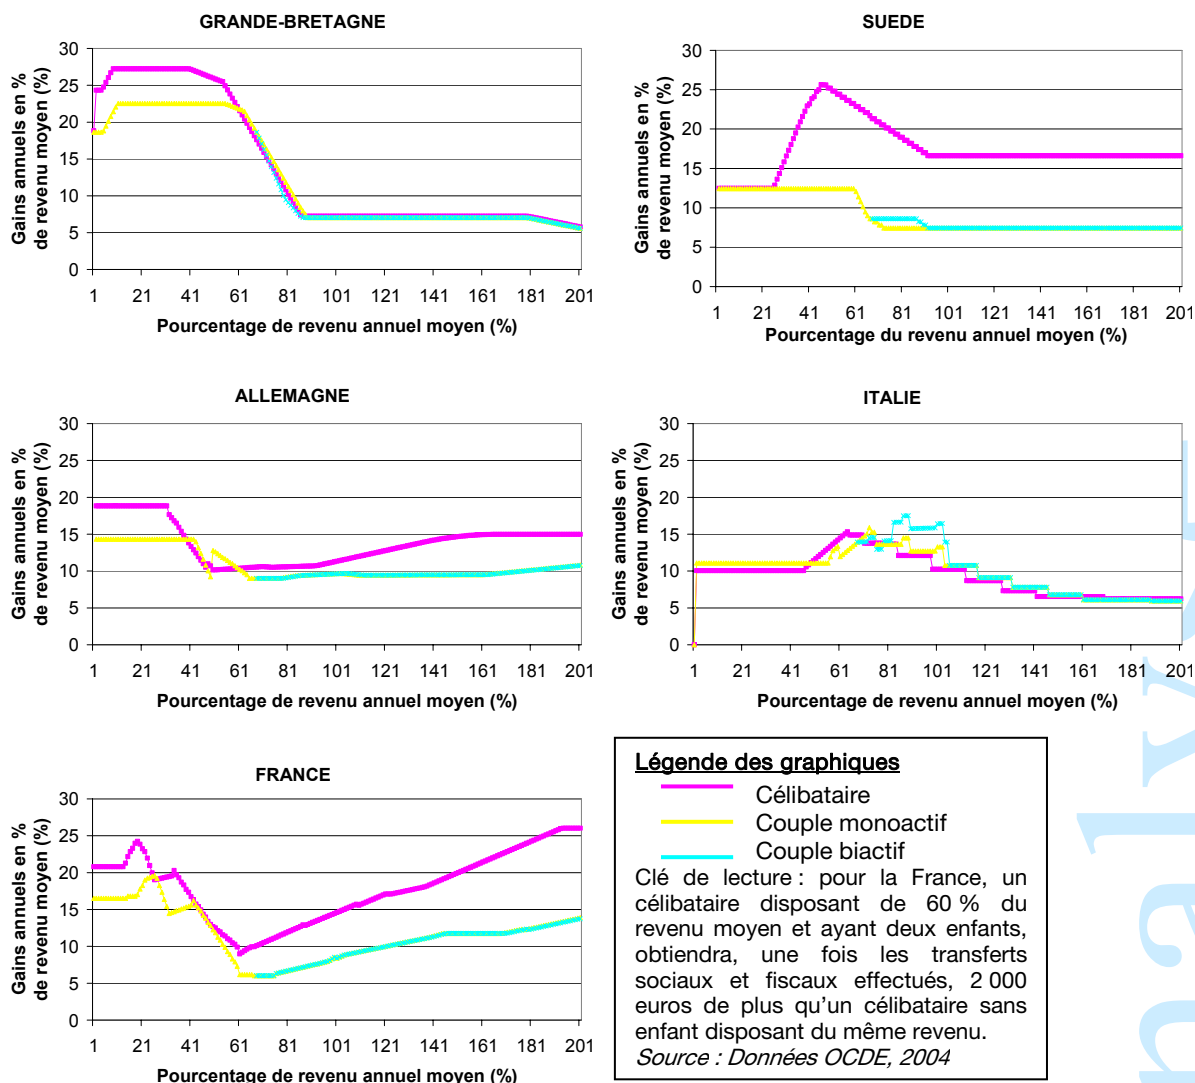 GRANDE-BRETAGNE
Gains annuels en %
de revenu moyen (%)
30
25
20
15
10
5
0
1 21 41 61 81 101 121 141 161 181 201
Pourcentage de revenu annuel moyen (%)
SUEDE
Gains annuels en %
de revenu moyen (%)
30
25
20
15
10
5
0
1 21 41 61 81 101 121 141 161 181 201
Pourcentage du revenu annuel moyen (%)
ALLEMAGNE
Gains annuels en %
de revenu moyen (%)
30
25
20
15
10
5
0
1 21 41 61 81 101 121 141 161 181 201
Pourcentage de revenu annuel moyen (%)
ITALIE
Gains annuels en %
de revenu moyen (%)
30
25
20
15
10
5
0
1 21 41 61 81 101 121 141 161 181 201
Pourcentage de revenu annuel moyen (%)
FRANCE
Gains annuels en %
de revenu moyen (%)
30
25
20
15
10
5
0
1 21 41 61 81 101 121 141 161 181 201
Pourcentage de revenu annuel moyen (%)
Légende des graphiques
Célibataire
Couple monoactif
Couple biactif
Clé de lecture : pour la France, un
célibataire disposant de 60 % du
revenu moyen et ayant deux enfants,
obtiendra, une fois les transferts
sociaux et fiscaux effectués, 2 000
euros de plus qu'un célibataire sans
enfant disposant du même revenu.
Source : Données OCDE, 2004